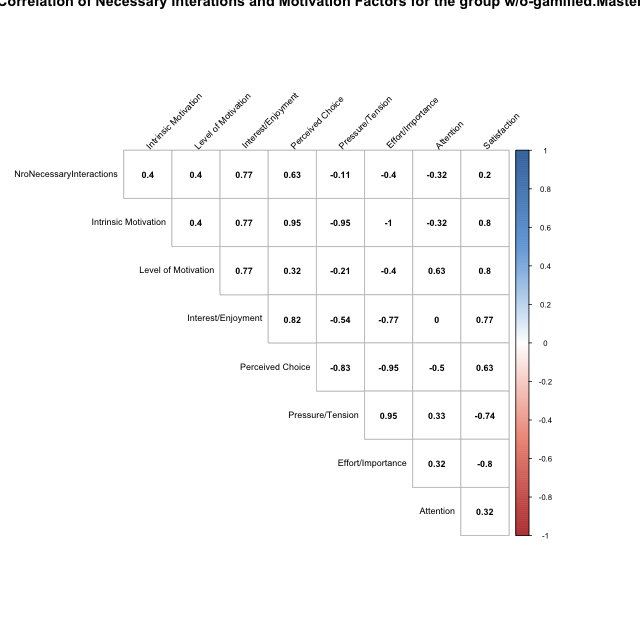 Correlation of Necessary Interations and Motivation Factors for the group w/o-gamified.Master
Intrinsic Motivation
Level of Motivation
Interest/Enjoyment
Perceived Choice
Pressure/Tension
Effort/Importance
Attention
Satisfaction
NroNecessaryInteractions 0.4 0.4 0.77 0.63 -0.11 -0.4 -0.32 0.2
Intrinsic Motivation 0.4 0.77 0.95 -0.95 -1 -0.32 0.8
Level of Motivation 0.77 0.32 -0.21 -0.4 0.63 0.8
Interest/Enjoyment 0.82 -0.54 -0.77 0 0.77
Perceived Choice -0.83 -0.95 -0.5 0.63
Pressure/Tension 0.95 0.33 -0.74
Effort/Importance 0.32 -0.8
Attention 0.32
1
0.8
0.6
0.4
0.2
0
-0.2
-0.4
-0.6
-0.8
-1